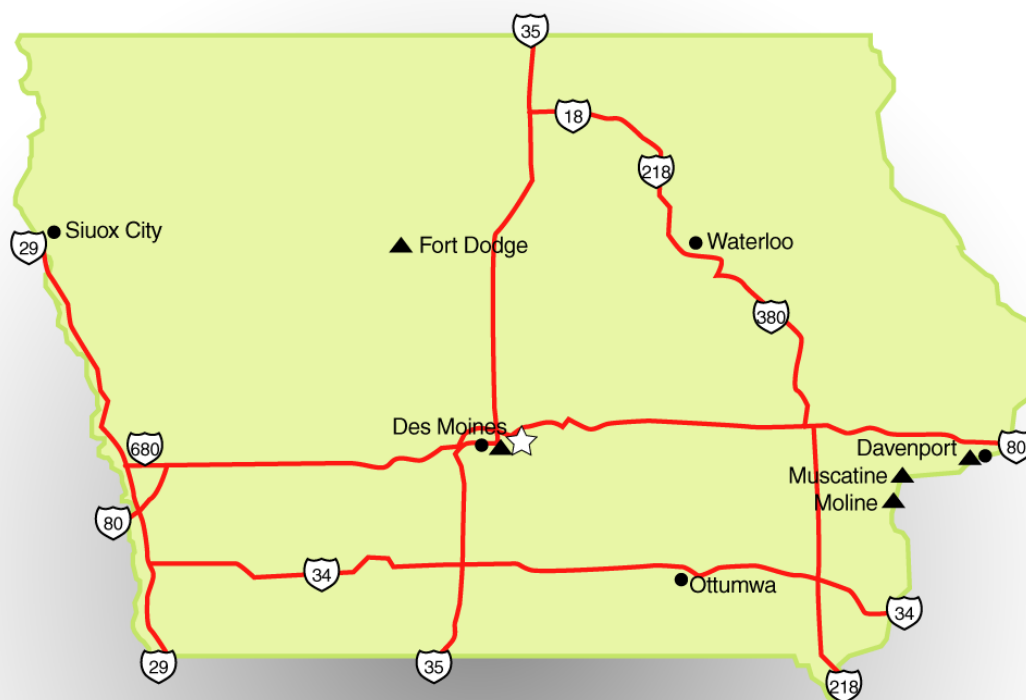 35
18
218
Siuox City
29
Fort Dodge
Waterloo
380
Des Moines
680
80
Davenport
Muscatine
Moline
80
34
Ottumwa
34
29
35
218